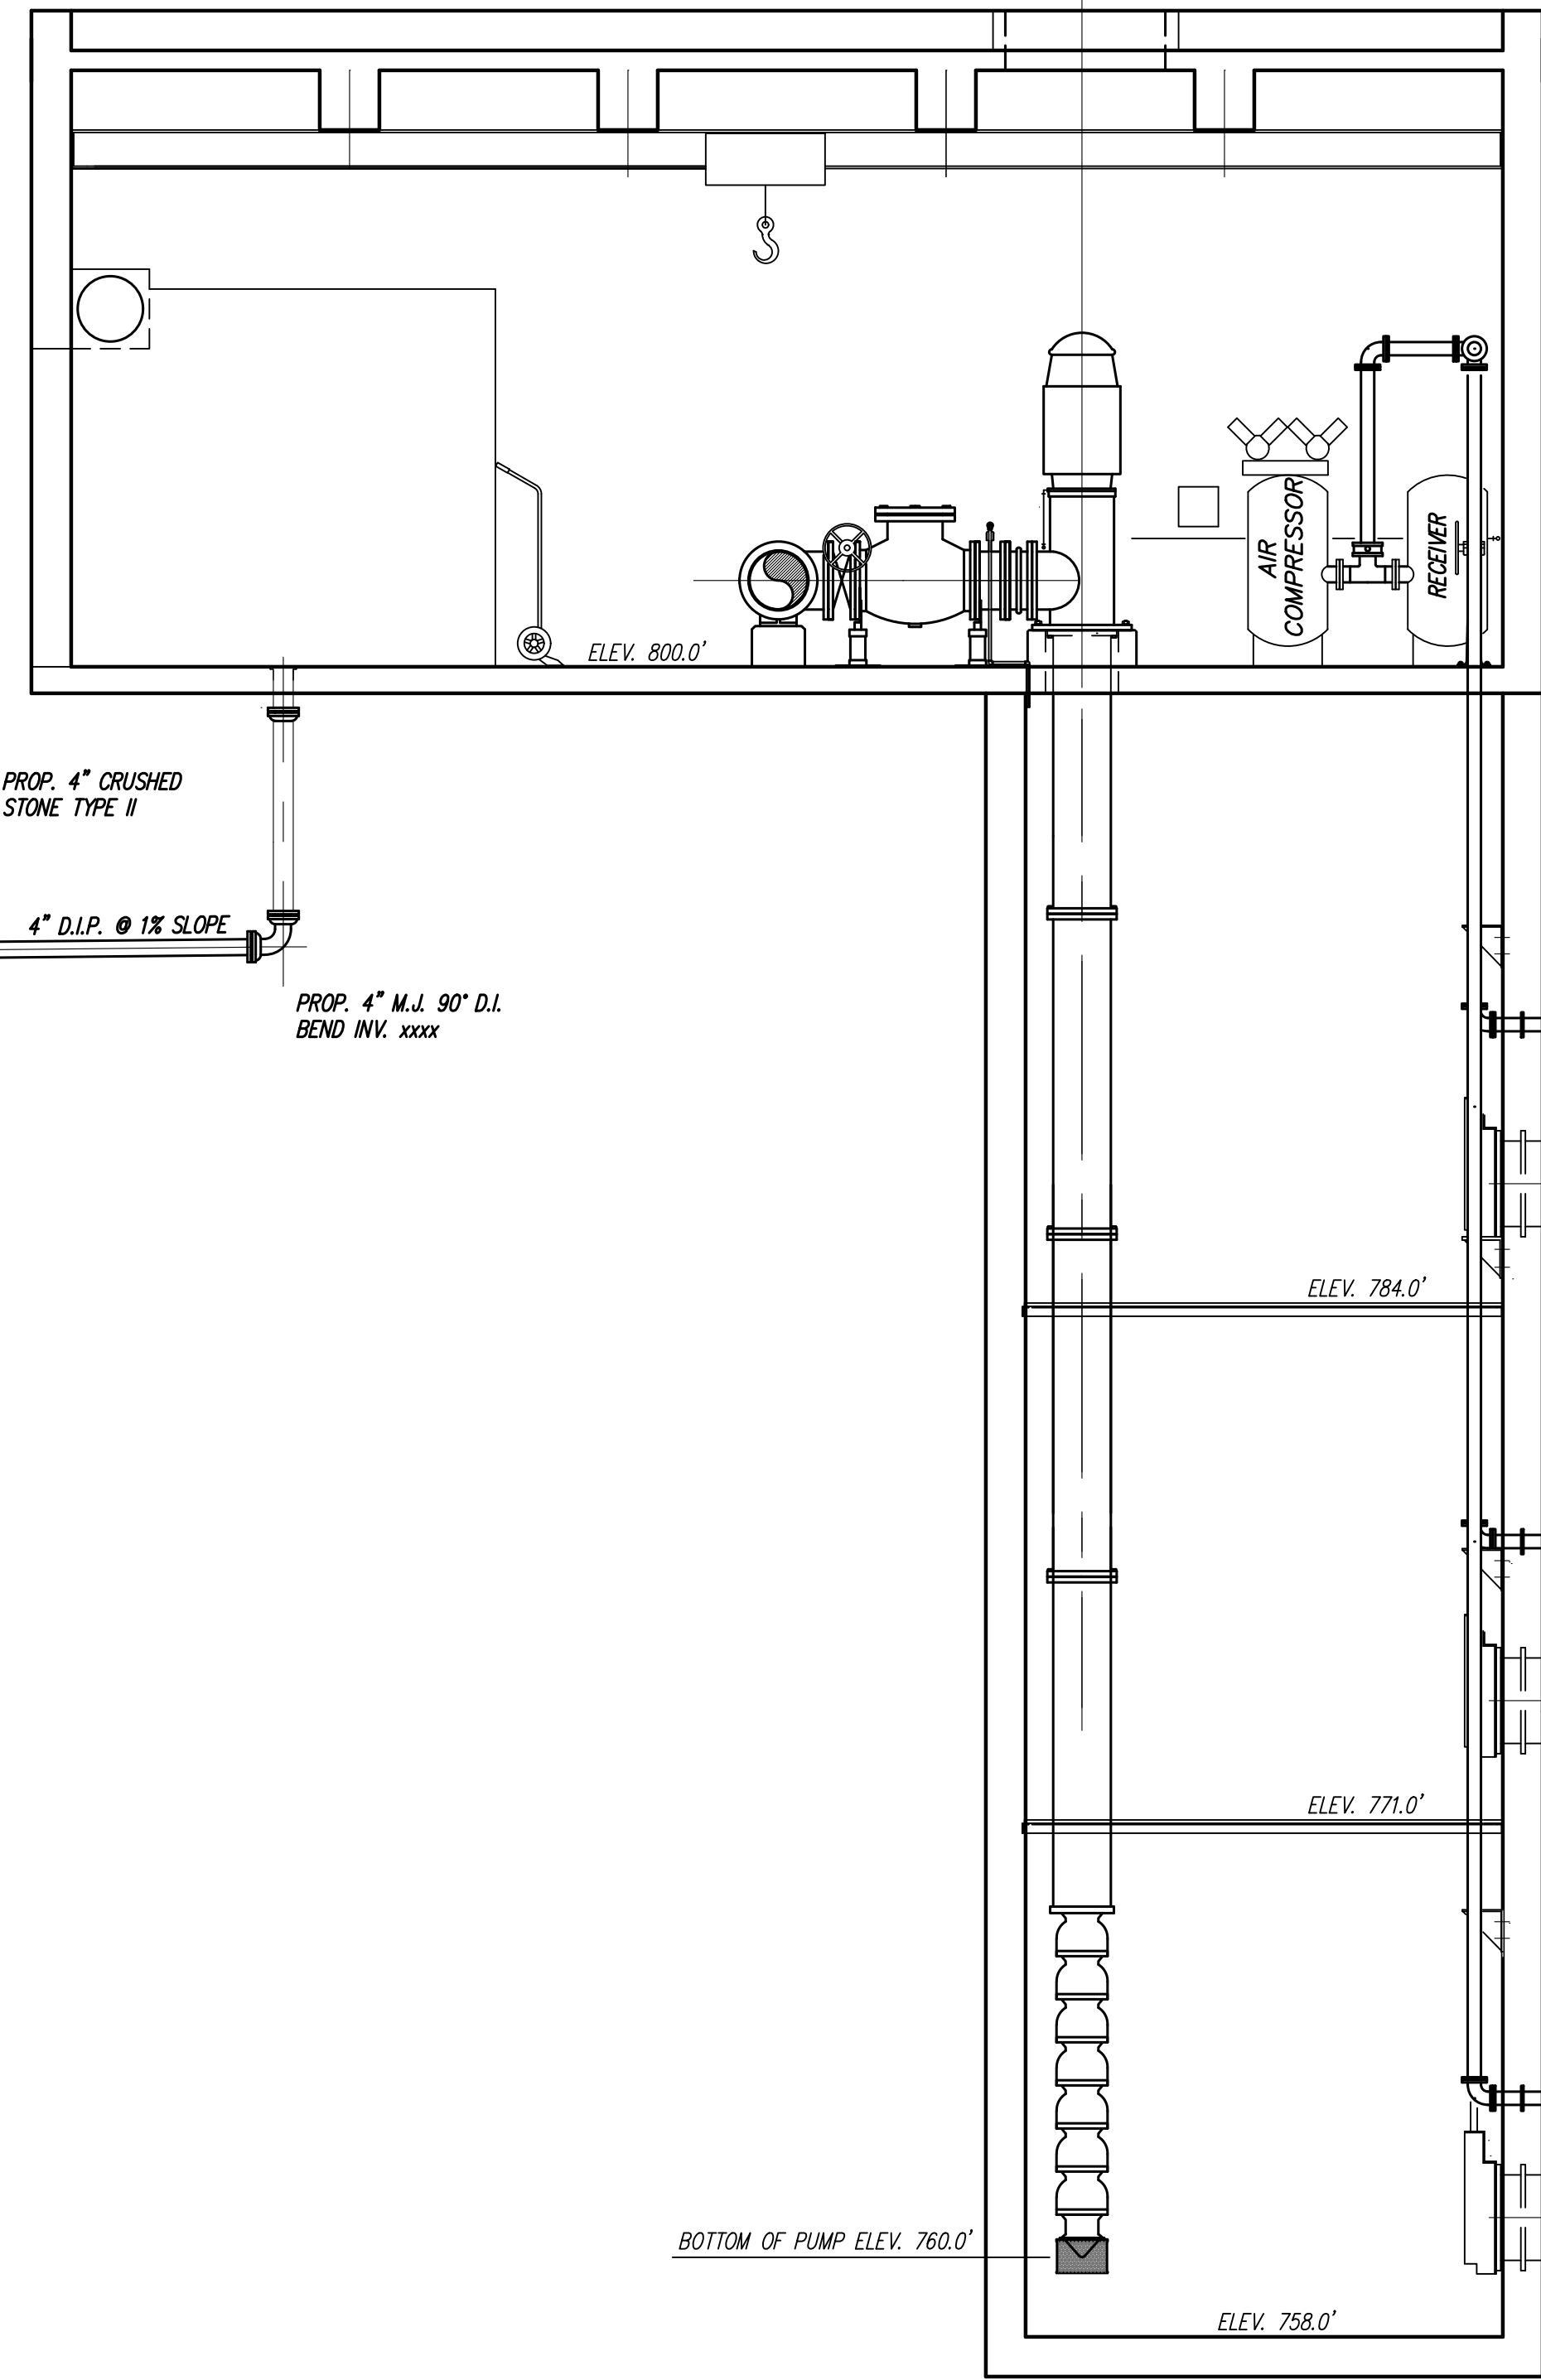 AIR
COMPRESSOR
RECEIVER
ELEV. 800.0'
PROP. 4" CRUSHED
STONE TYPE II
4" D.I.P. @ 1% SLOPE
PROP. 4" M.J. 90° D.I.
BEND INV. xxxx
ELEV. 784.0'
ELEV. 771.0'
BOTTOM OF PUMP ELEV. 760.0'
ELEV. 758.0'